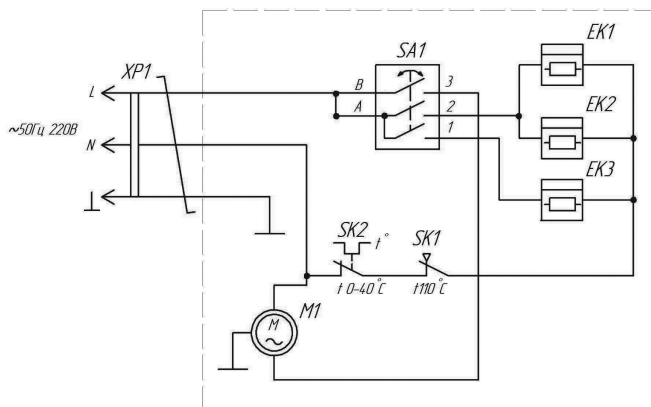 EK1
SA1
XP1
L
B
3
A
2
1
EK2
~50Гц 220В
N
EK3
SK2
t°
SK1
t 0-40°C
t110°C
M1
M